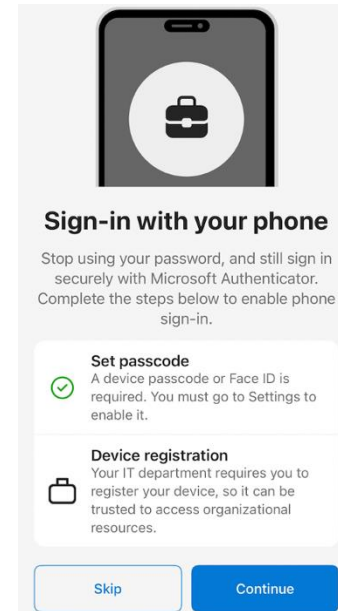 Sign-in with your phone
Stop using your password, and still sign in
securely with Microsoft Authenticator.
Complete the steps below to enable phone
sign-in.
Set passcode
A device passcode or Face ID is
required. You must go to Settings to
enable it.
Device registration
Your IT department requires you to
register your device, so it can be
trusted to access organizational
resources.
Skip
Continue